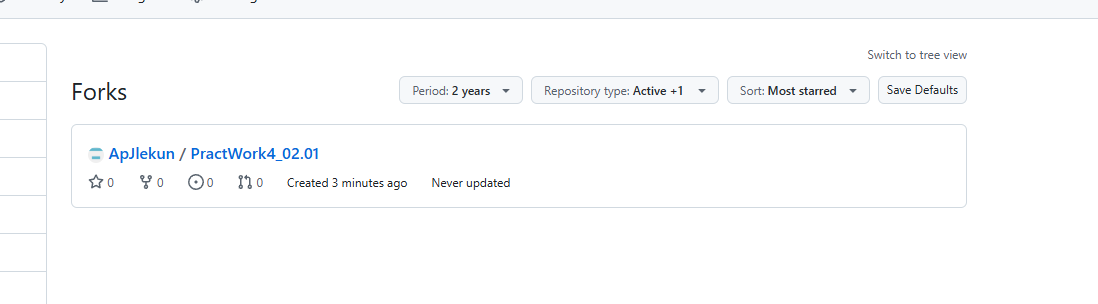 Switch to tree view
Forks
Period: 2 years
Repository type: Active +1
Sort: Most starred
Save Defaults
ApJlekun / PractWork4_02.01
0 0 0 0 Created 3 minutes ago Never updated